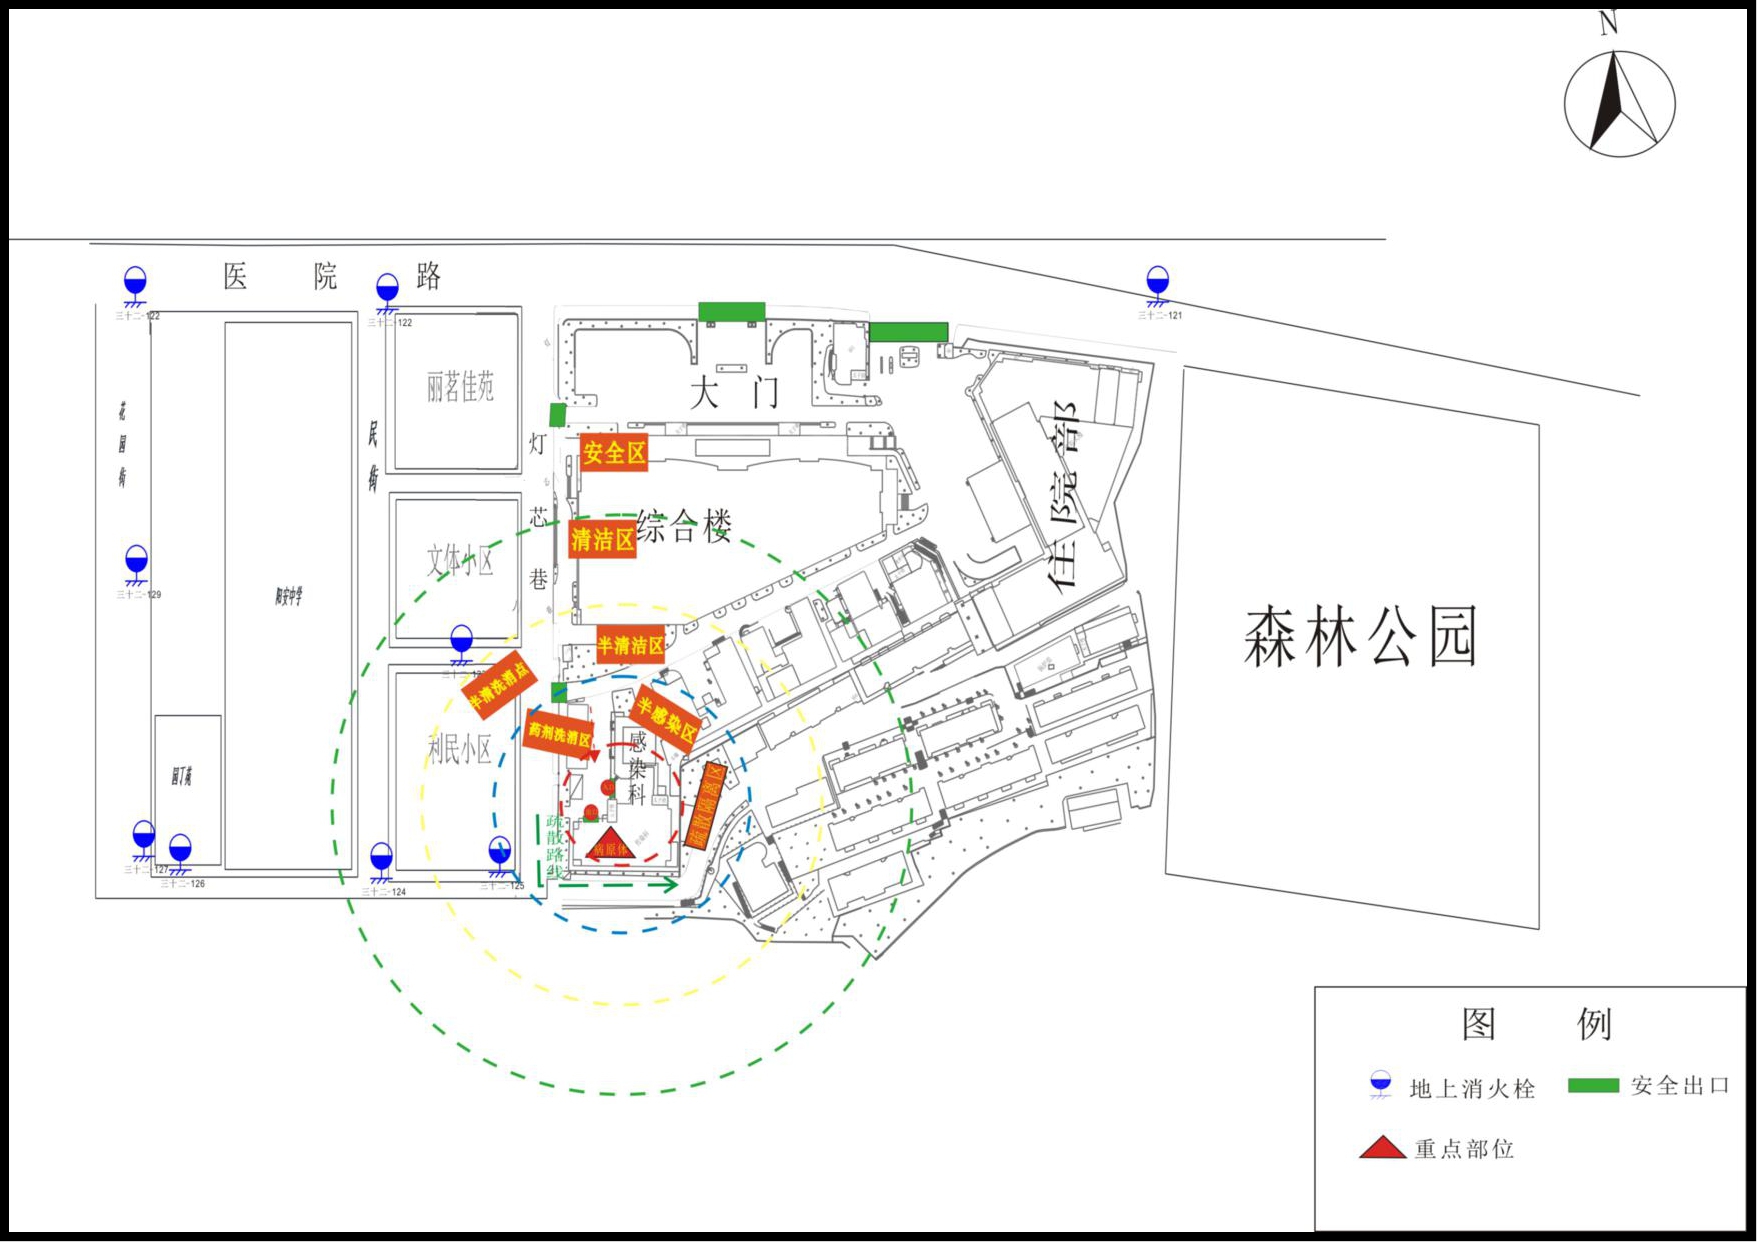 N
医院路
三十二-122
三十二-122
三十二-121
丽茗佳苑
大门
花园街
民街
灯芯巷
安全区
住院部
综合楼
清洁区
文体小区
三十二-129
阳安中学
森林公园
半清洁区
半清洗消点
半感染区
药剂洗消区
利民小区
感染科
园丁苑
疏散隔离区
疏散路线
病原体
三十二-127
三十二-126
三十二-124
三十二-125
图例
地上消火栓
安全出口
重点部位